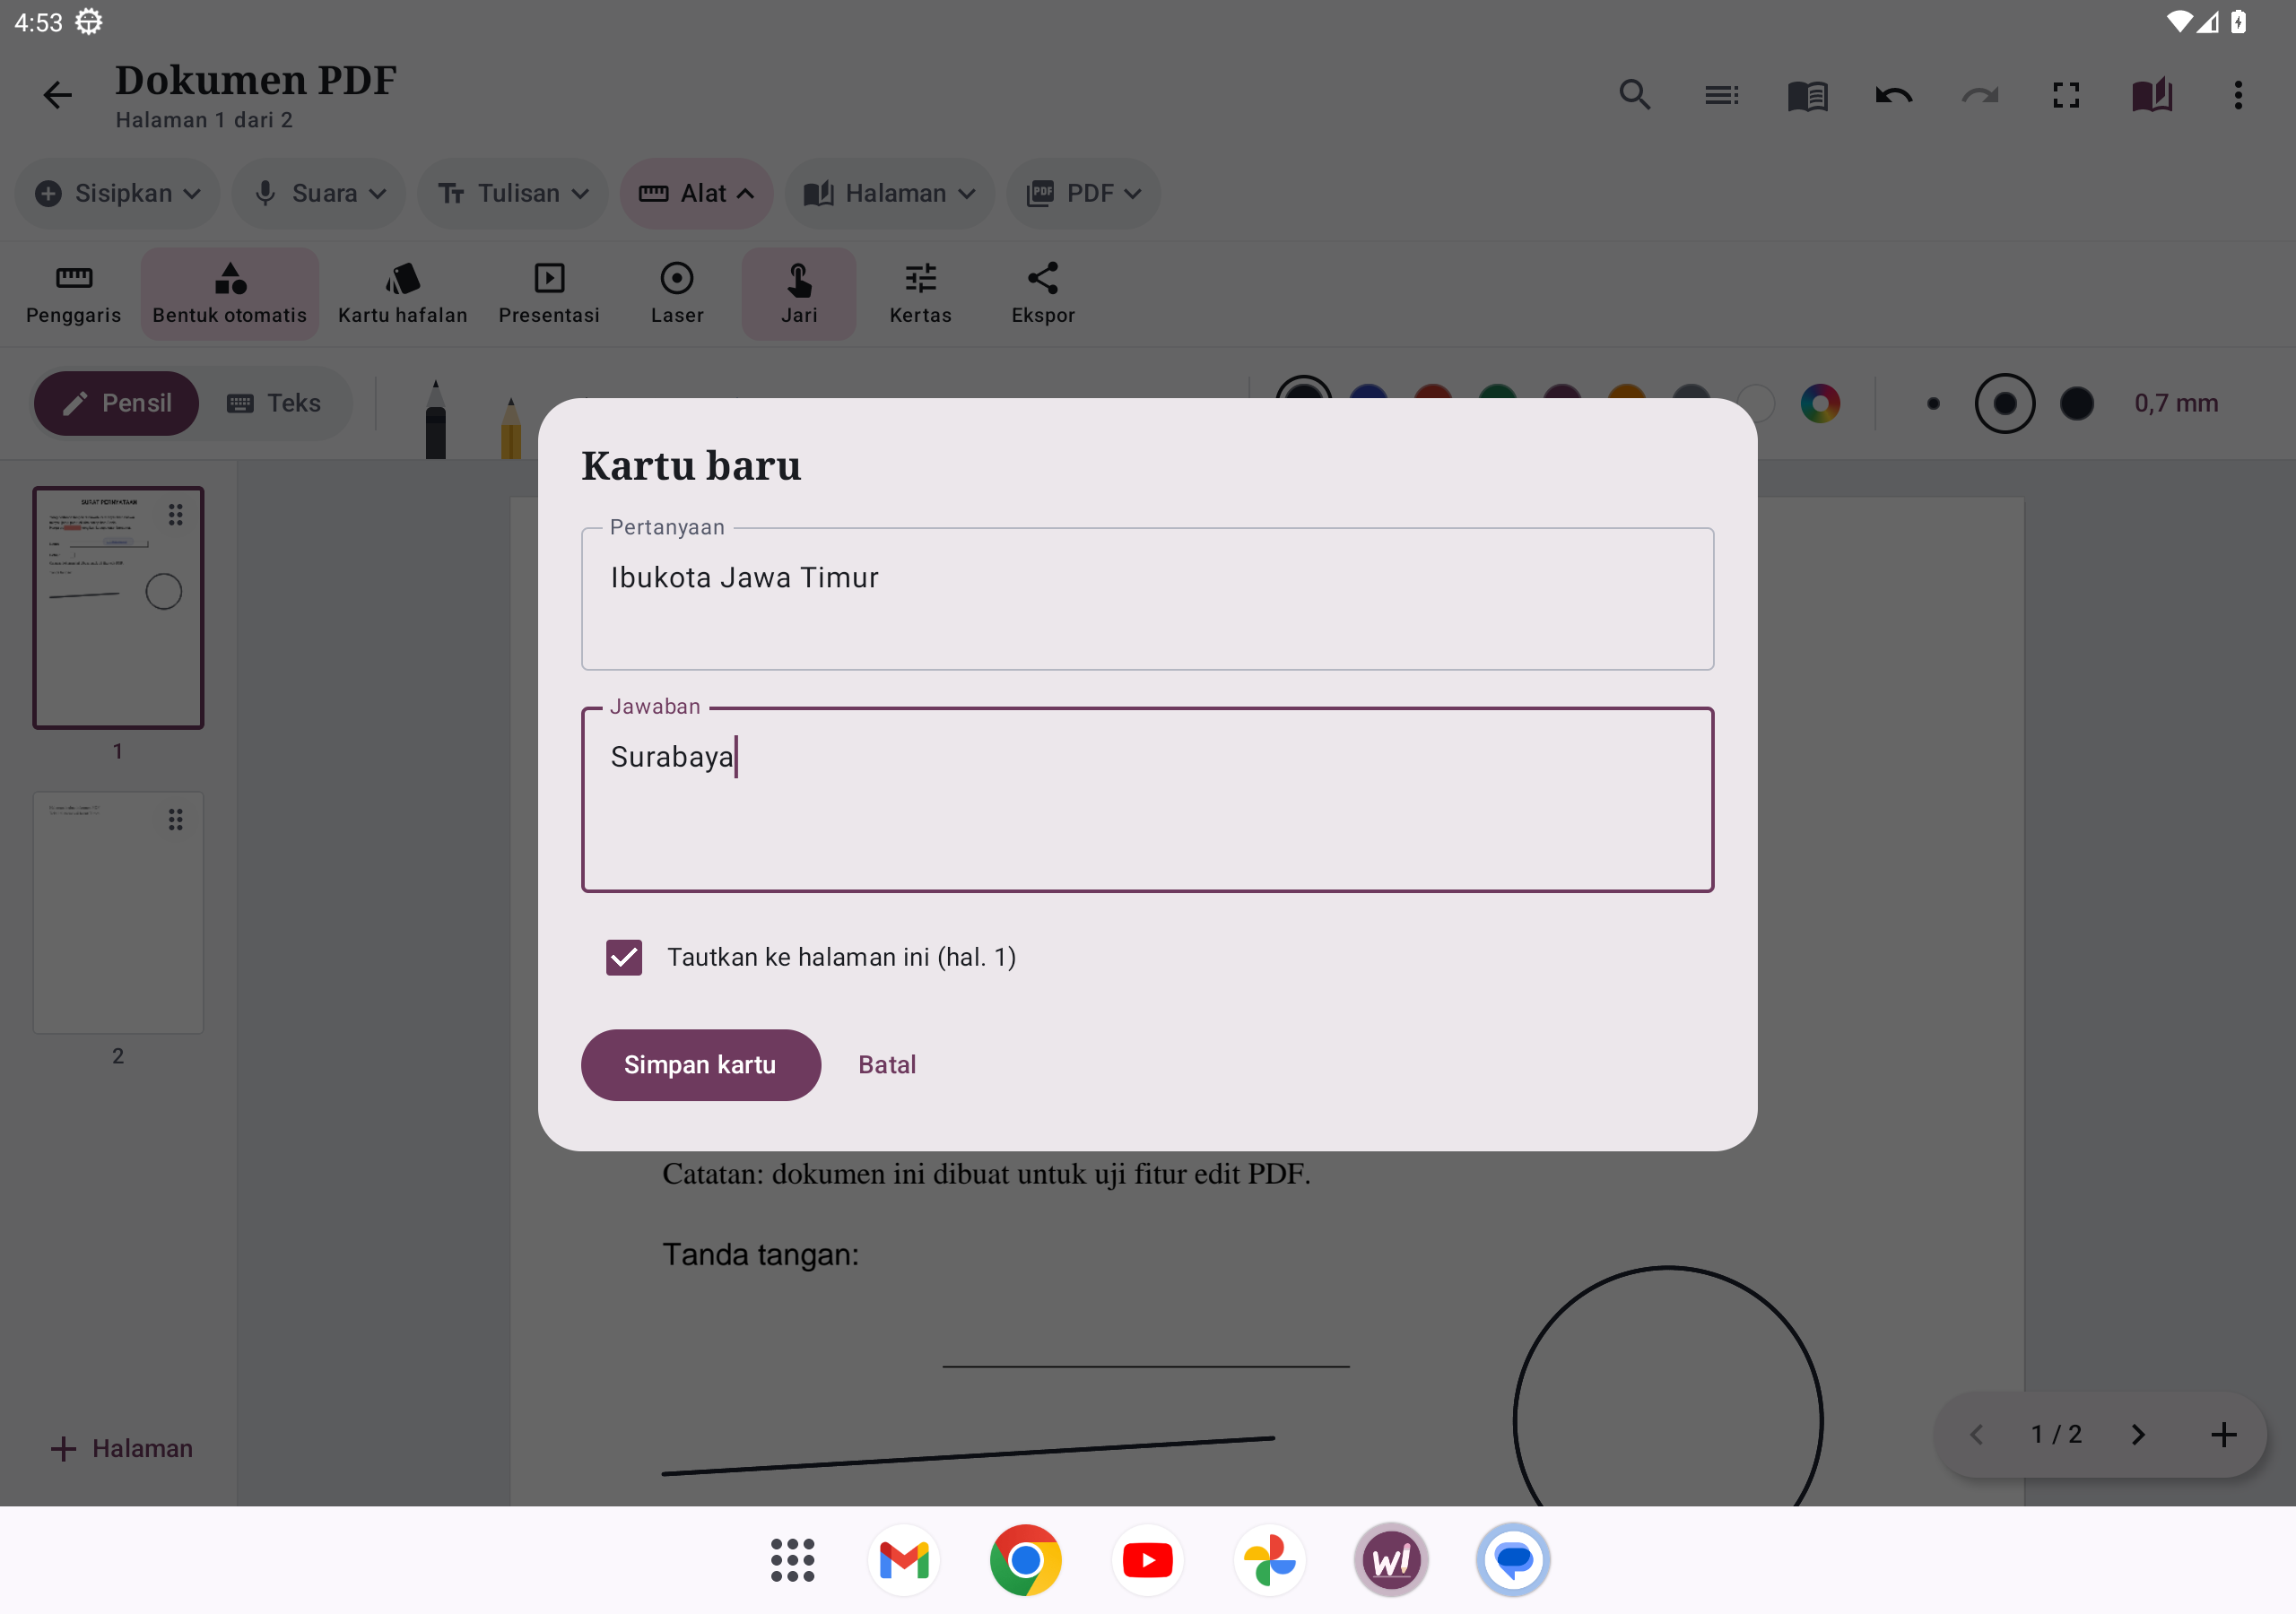 4:53
Dokumen PDF
Halaman 1 dari 2
Sisipkan Suara Tulisan Alat Halaman PDF
Penggaris Bentuk otomatis Kartu hafalan Presentasi Laser Jari Kertas Ekspor
Pensil Teks 0,7 mm
Kartu baru
Pertanyaan
Ibukota Jawa Timur
Jawaban
Surabaya
Tautkan ke halaman ini (hal. 1)
Simpan kartu Batal
SURAT PERNYATAAN
1
2
Catatan: dokumen ini dibuat untuk uji fitur edit PDF.
Tanda tangan:
Halaman
1 / 2